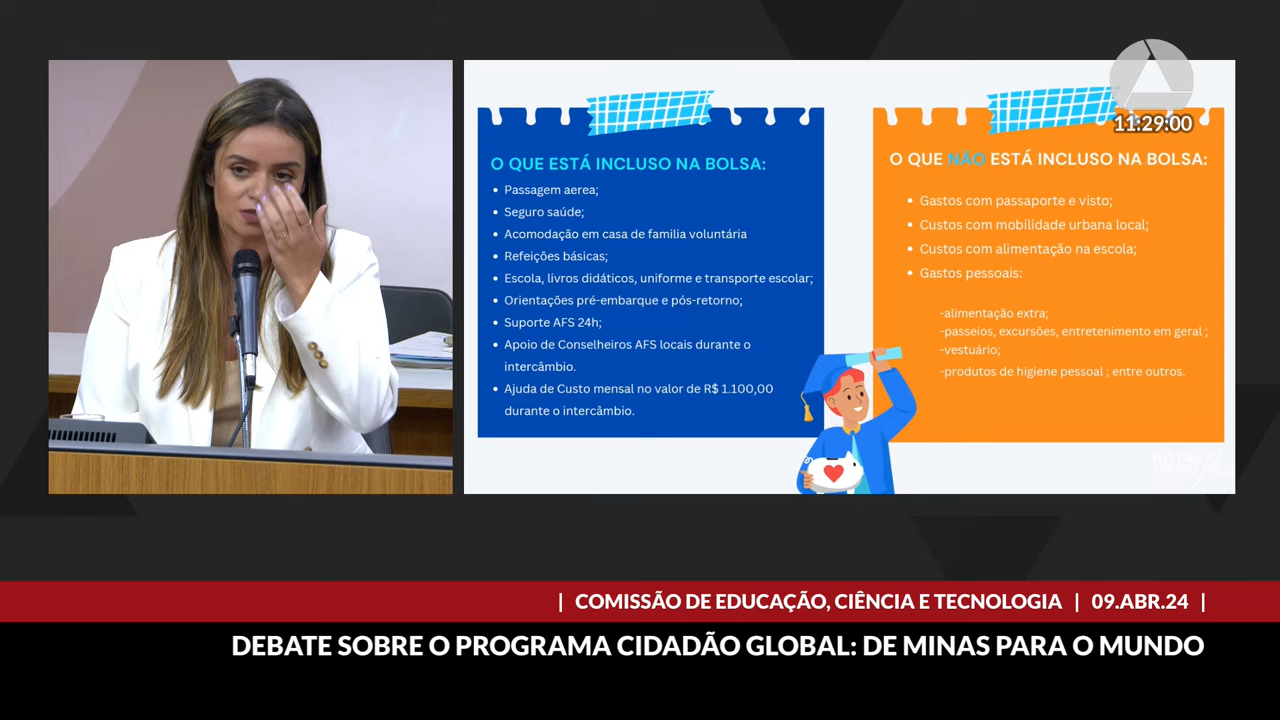 11:29:00
O QUE ESTÁ INCLUSO NA BOLSA:
• Passagem aerea;
• Seguro saúde;
• Acomodação em casa de familia voluntária
• Refeições básicas;
• Escola, livros didáticos, uniforme e transporte escolar;
• Orientações pré-embarque e pós-retorno;
• Suporte AFS 24h;
• Apoio de Conselheiros AFS locais durante o
intercâmbio.
• Ajuda de Custo mensal no valor de R$ 1.100,00
durante o intercâmbio.
O QUE NÃO ESTÁ INCLUSO NA BOLSA:
• Gastos com passaporte e visto;
• Custos com mobilidade urbana local;
• Custos com alimentação na escola;
• Gastos pessoais:
-alimentação extra;
-passeios, excursões, entretenimento em geral ;
-vestuário;
-produtos de higiene pessoal ; entre outros.
| COMISSÃO DE EDUCAÇÃO, CIÊNCIA E TECNOLOGIA | 09.ABR.24 |
DEBATE SOBRE O PROGRAMA CIDADÃO GLOBAL: DE MINAS PARA O MUNDO